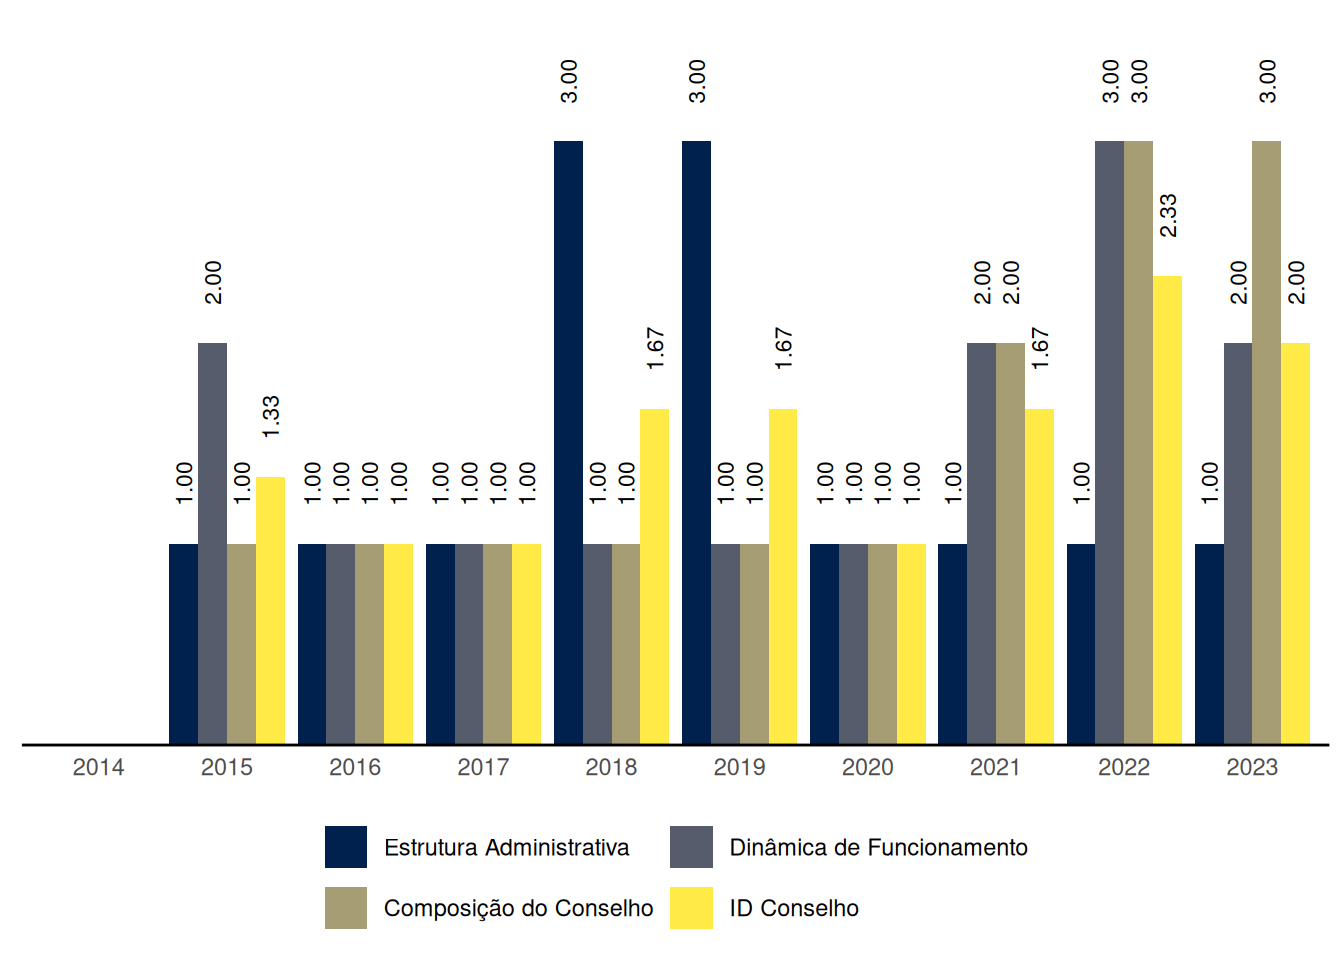 3.00 3.00 3.00 3.00 3.00
2.33
2.00 2.00 2.00 2.00 2.00
1.67 1.67 1.67
1.33
1.00 1.00 1.00 1.00 1.00 1.00 1.00 1.00 1.00 1.00 1.00 1.00 1.00 1.00 1.00 1.00 1.00 1.00 1.00 1.00 1.00
2014 2015 2016 2017 2018 2019 2020 2021 2022 2023
Estrutura Administrativa Dinâmica de Funcionamento
Composição do Conselho ID Conselho